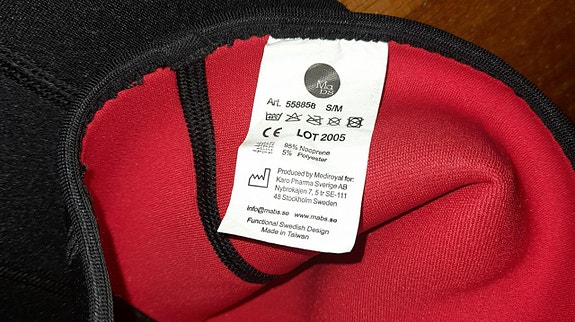 Mabs
Art. 558858 S/M
CE LOT 2005
95% Neoprene
5% Polyester
Produced by Mediroyal for:
Karo Pharma Sverige AB
Nybrokajen 7, 5 tr SE-111
48 Stockholm Sweden
info@mabs.se www.mabs.se
Functional Swedish Design
Made in Taiwan